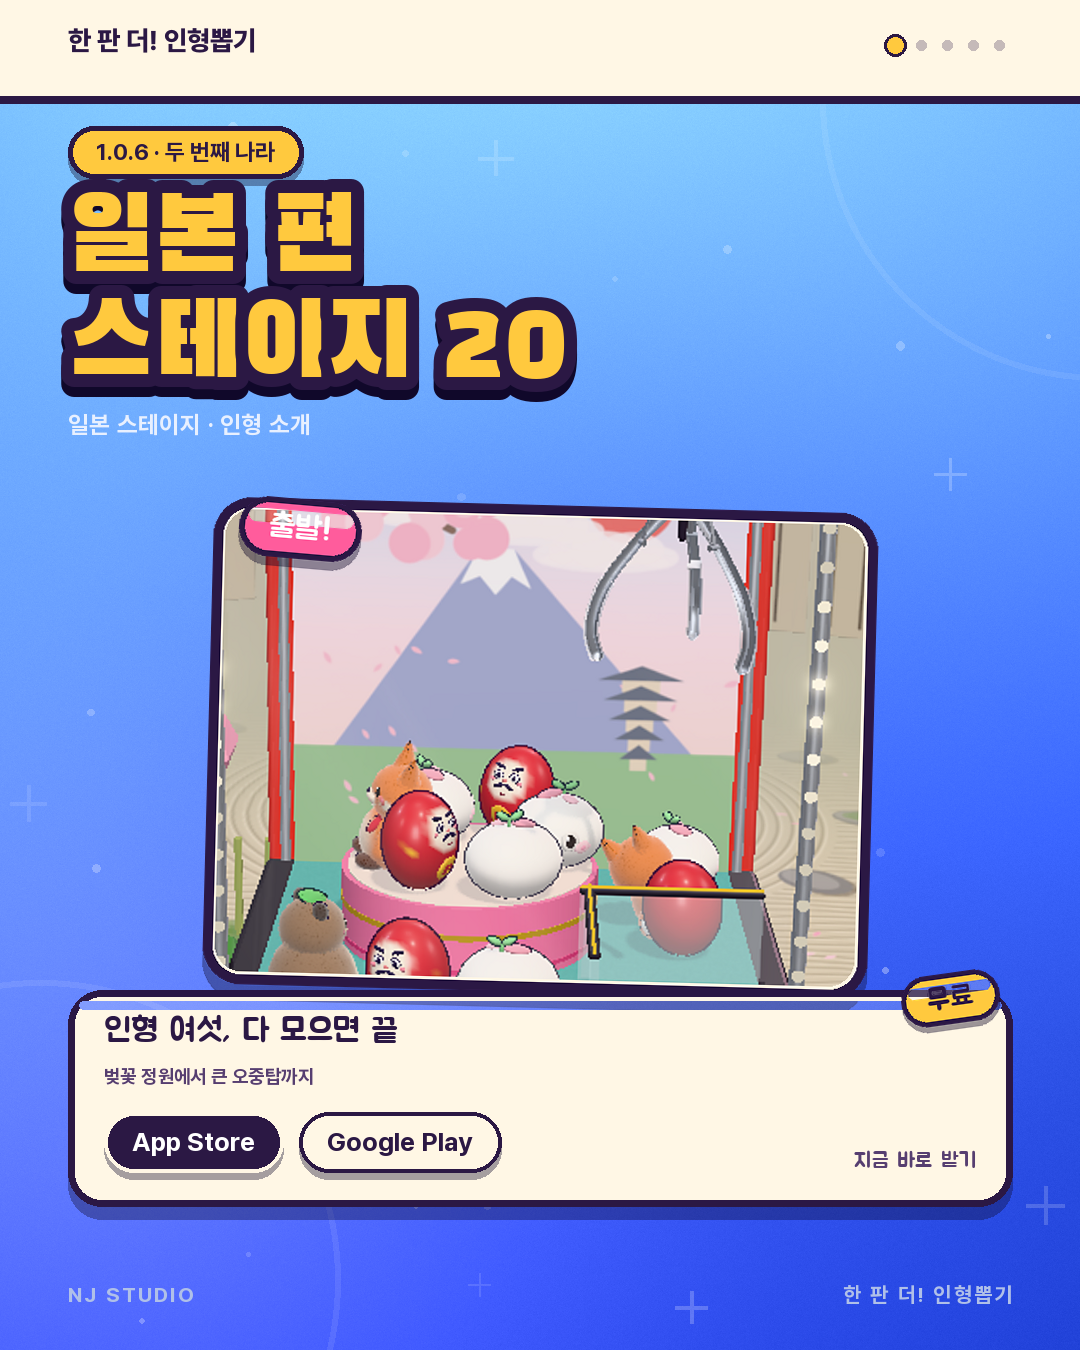 한 판 더! 인형뽑기
1.0.6 · 두 번째 나라
일본 편
스테이지 20
일본 스테이지 · 인형 소개
출발!
무료
인형 여섯, 다 모으면 끝
벚꽃 정원에서 큰 오중탑까지
App Store
Google Play
지금 바로 받기
NJ STUDIO
한 판 더! 인형뽑기